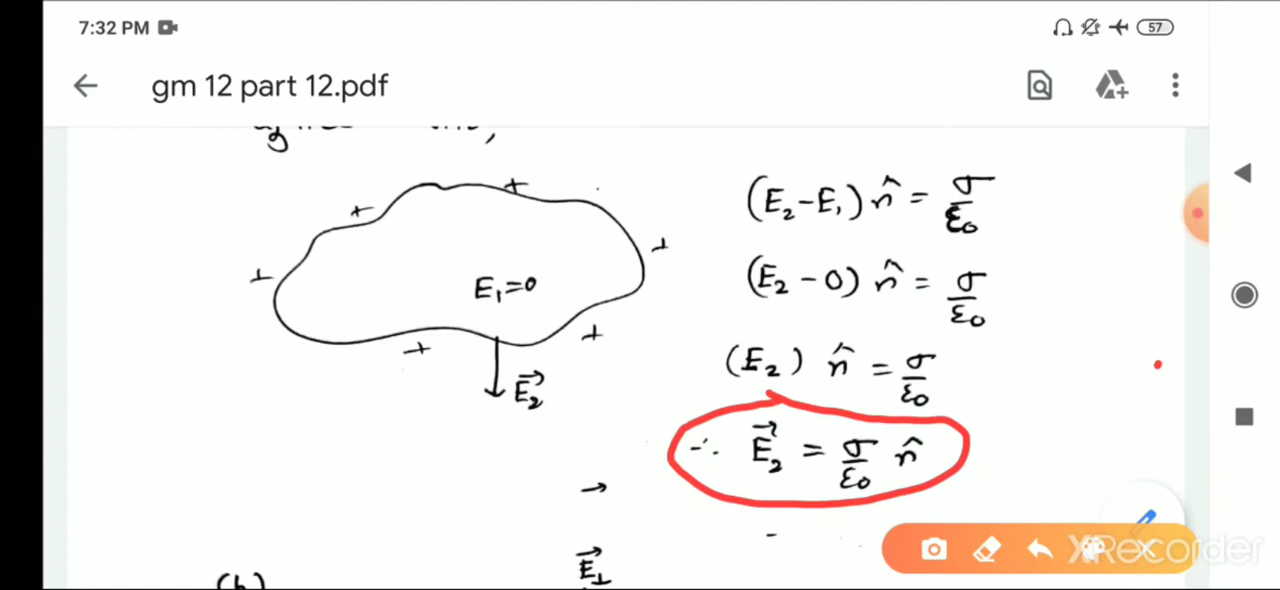 7:32 PM
57
gm 12 part 12.pdf
(E₂-E₁) n̂ = σ/ε₀
E₁=0
(E₂ - 0) n̂ = σ/ε₀
(E₂) n̂ = σ/ε₀
E⃗₂
∴ E⃗₂ = σ/ε₀ n̂
E⃗⊥
(b)
XRecorder